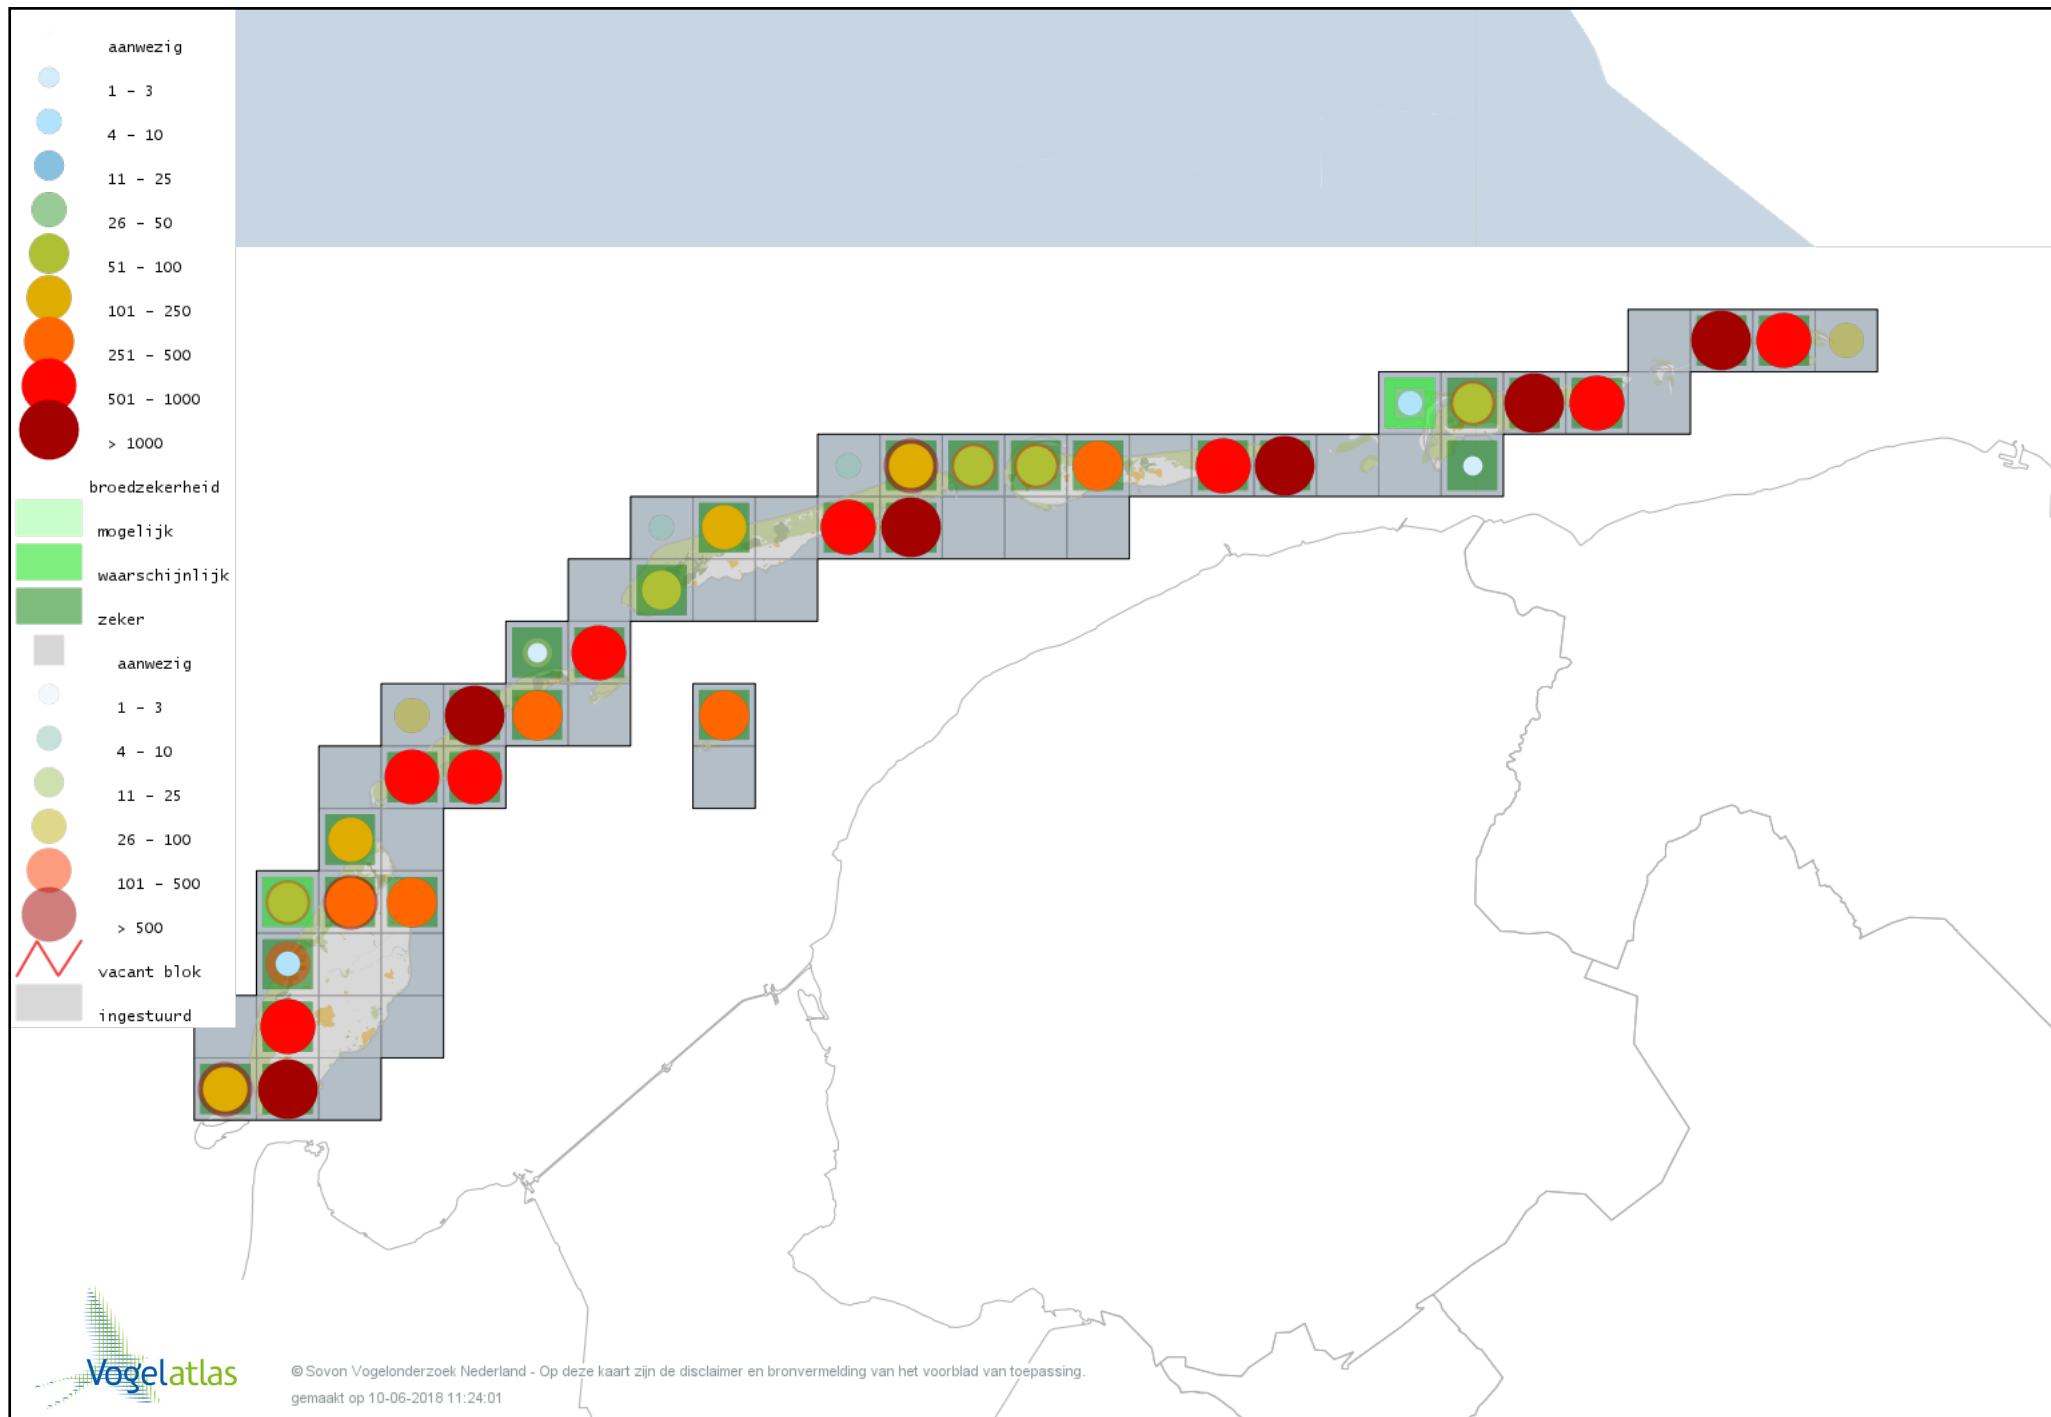 aanwezig
1 - 3
4 - 10
11 - 25
26 - 50
51 - 100
101 - 250
251 - 500
501 - 1000
> 1000
broedzekerheid
mogelijk
waarschijnlijk
zeker
aanwezig
1 - 3
4 - 10
11 - 25
26 - 100
101 - 500
> 500
vacant blok
ingestuurd
Vogelatlas
© Sovon Vogelonderzoek Nederland - Op deze kaart zijn de disclaimer en bronvermelding van het voorblad van toepassing.
gemaakt op 10-06-2018 11:24:01